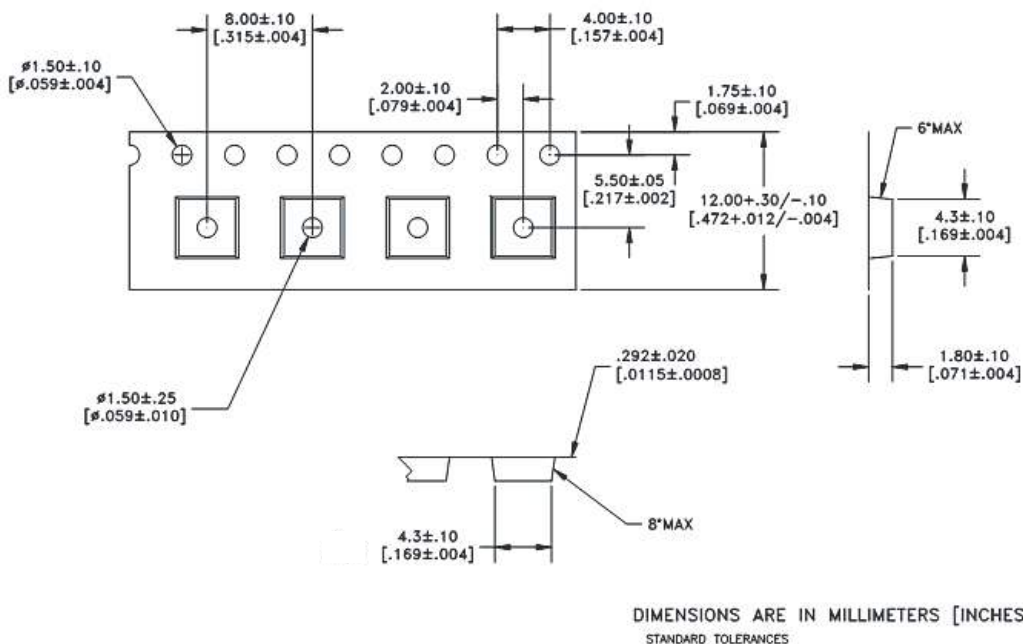 8.00±.10
[.315±.004]
4.00±.10
[.157±.004]
ø1.50±.10
[ø.059±.004]
2.00±.10
[.079±.004]
1.75±.10
[.069±.004]
6°MAX
5.50±.05
[.217±.002]
12.00+.30/-.10
[.472+.012/-.004]
4.3±.10
[.169±.004]
.292±.020
[.0115±.0008]
1.80±.10
[.071±.004]
ø1.50±.25
[ø.059±.010]
8°MAX
4.3±.10
[.169±.004]
DIMENSIONS ARE IN MILLIMETERS [INCHES
STANDARD TOLERANCES